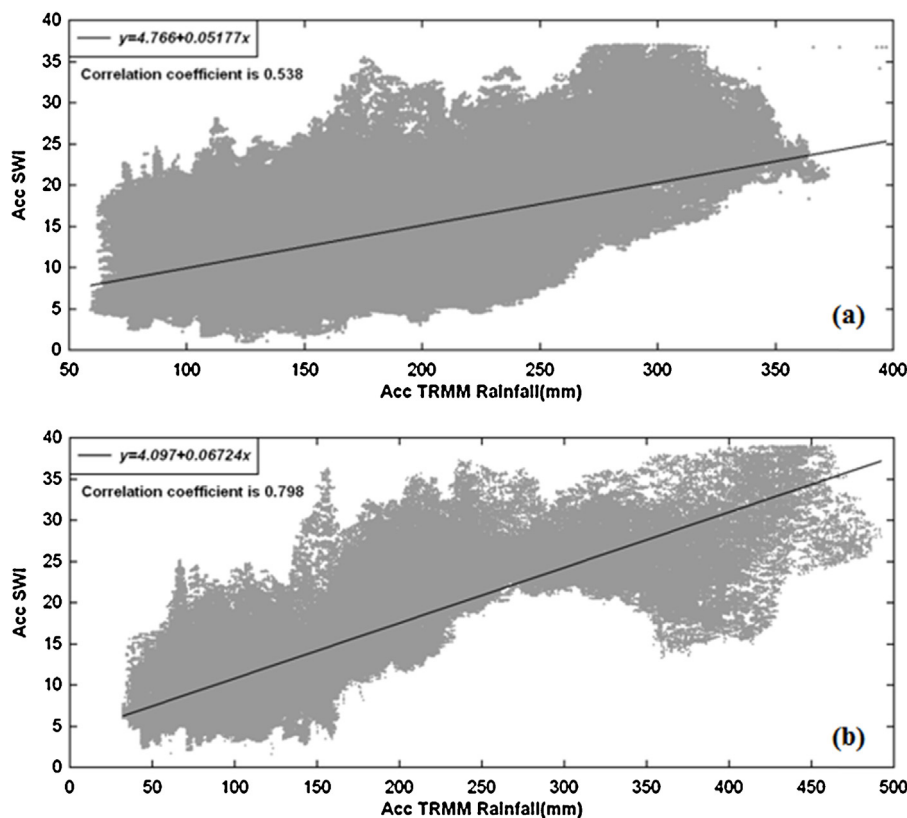 40
35
30
25
20
15
10
5
0
Acc SWI
y=4.766+0.05177x
Correlation coefficient is 0.538
(a)
50 100 150 200 250 300 350 400
Acc TRMM Rainfall(mm)
40
35
30
25
20
15
10
5
0
Acc SWI
y=4.097+0.06724x
Correlation coefficient is 0.798
(b)
0 50 100 150 200 250 300 350 400 450 500
Acc TRMM Rainfall(mm)